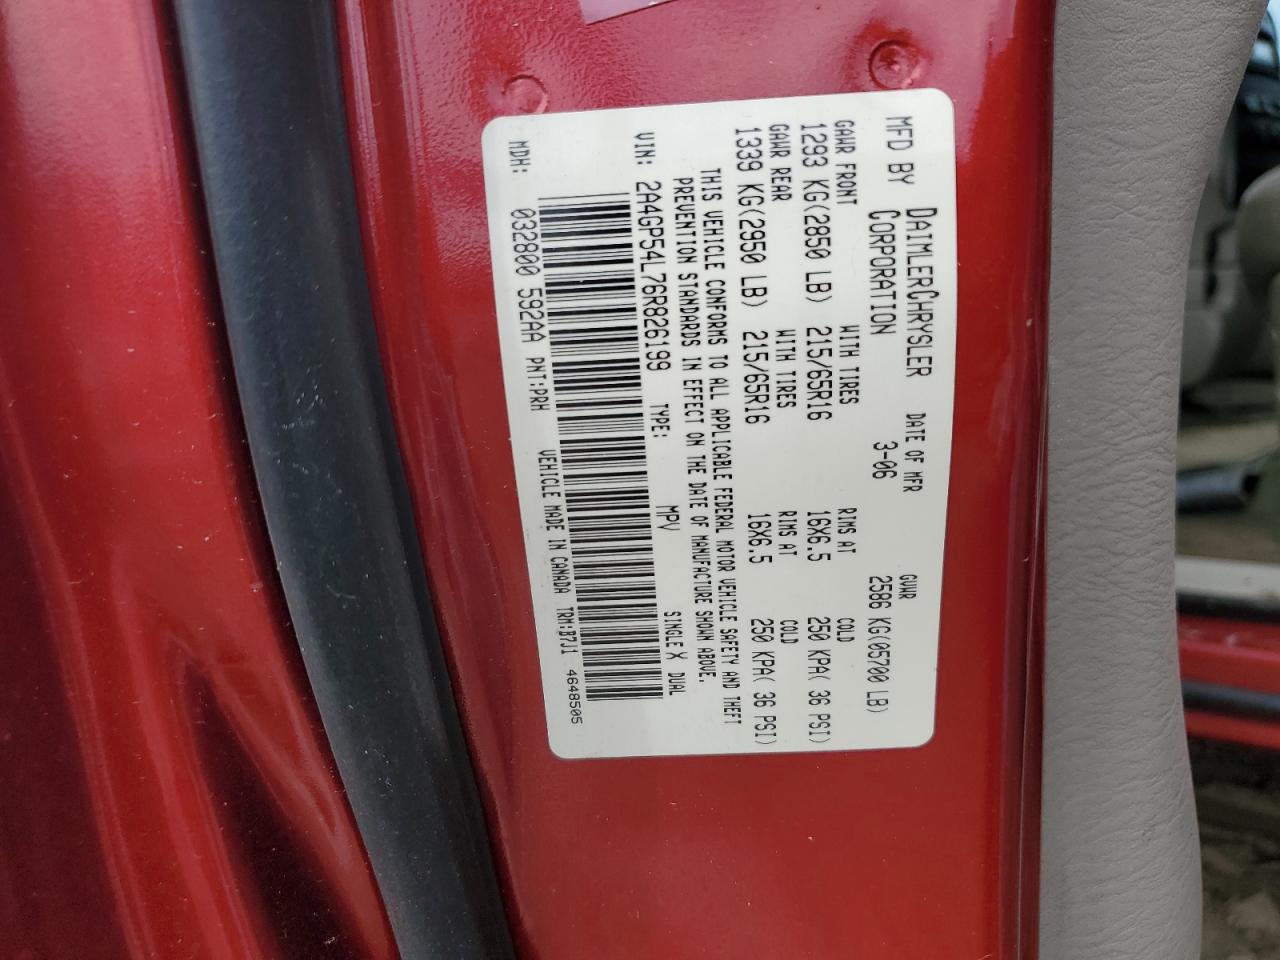 MFD BY DAIMLERCHRYSLER CORPORATION
DATE OF MFR 3-06
GVWR 2586 KG(05700 LB)
GAWR FRONT WITH TIRES RIMS AT COLD
1293 KG(2850 LB) 215/65R16 16X6.5 250 KPA( 36 PSI)
GAWR REAR WITH TIRES RIMS AT COLD
1339 KG(2950 LB) 215/65R16 16X6.5 250 KPA( 36 PSI)
THIS VEHICLE CONFORMS TO ALL APPLICABLE FEDERAL MOTOR VEHICLE SAFETY AND THEFT
PREVENTION STANDARDS IN EFFECT ON THE DATE OF MANUFACTURE SHOWN ABOVE.
VIN: 2A4GP54L76R826199 TYPE: MPV SINGLE X DUAL
MDH: 032800 592AA PNT:PRH VEHICLE MADE IN CANADA TRM:B7J1 4648505